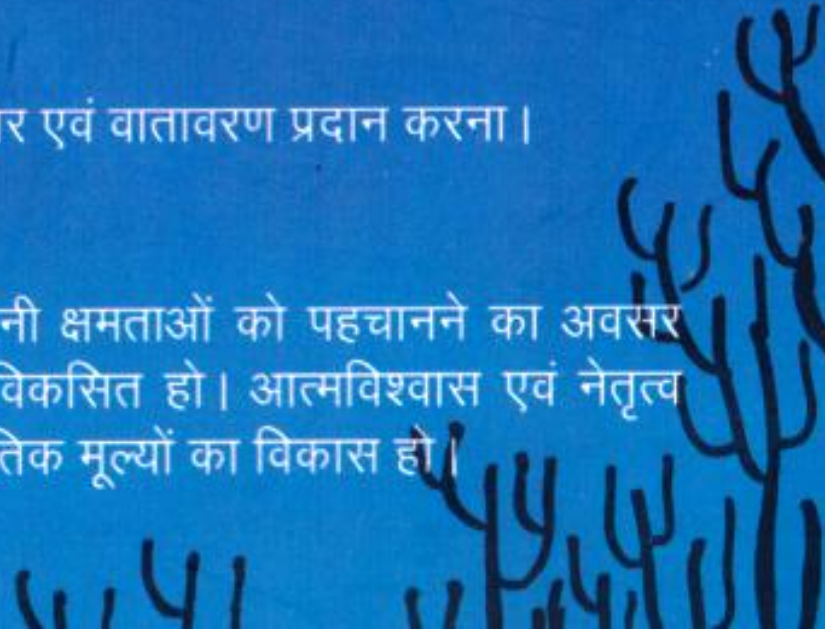 एवं वातावरण प्रदान करना।
क्षमताओं को पहचानने का अवसर
विकसित हो। आत्मविश्वास एवं नेतृत्व
मूल्यों का विकास हो।